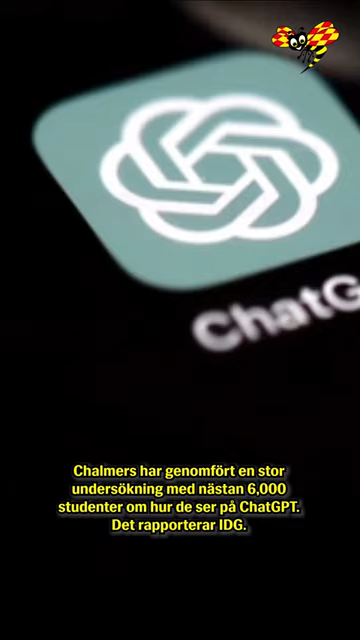 ChatG
Chalmers har genomfört en stor
undersökning med nästan 6,000
studenter om hur de ser på ChatGPT.
Det rapporterar IDG.